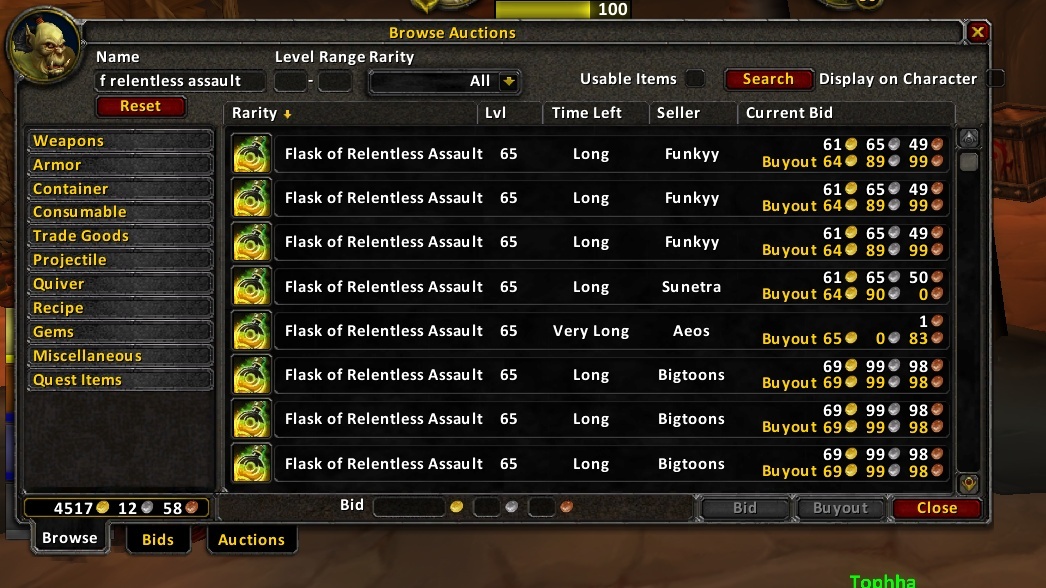 100
Browse Auctions
Name
Level Range Rarity
f relentless assault - All Usable Items Search Display on Character
Reset
Rarity Lvl Time Left Seller Current Bid
Weapons
Armor
Container
Consumable
Trade Goods
Projectile
Quiver
Recipe
Gems
Miscellaneous
Quest Items
Flask of Relentless Assault 65 Long Funkyy 61 65 49
Buyout 64 89 99
Flask of Relentless Assault 65 Long Funkyy 61 65 49
Buyout 64 89 99
Flask of Relentless Assault 65 Long Funkyy 61 65 49
Buyout 64 89 99
Flask of Relentless Assault 65 Long Sunetra 61 65 50
Buyout 64 90 0
Flask of Relentless Assault 65 Very Long Aeos 1
Buyout 65 0 83
Flask of Relentless Assault 65 Long Bigtoons 69 99 98
Buyout 69 99 98
Flask of Relentless Assault 65 Long Bigtoons 69 99 98
Buyout 69 99 98
Flask of Relentless Assault 65 Long Bigtoons 69 99 98
Buyout 69 99 98
4517 12 58 Bid Bid Buyout Close
Browse Bids Auctions
Tophha